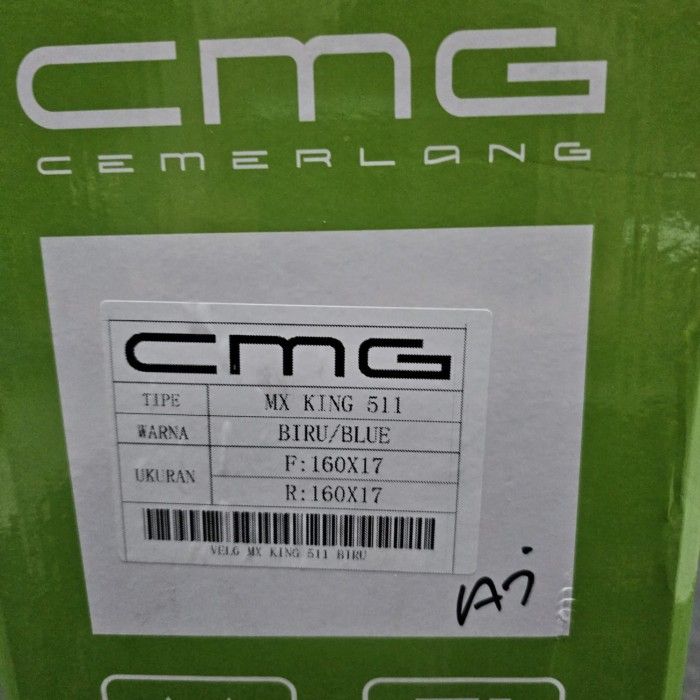 CMG
CEMERLANG
CMG
TIPE MX KING 511
WARNA BIRU/BLUE
UKURAN F:160X17
R:160X17
VELG MX KING 511 BIRU